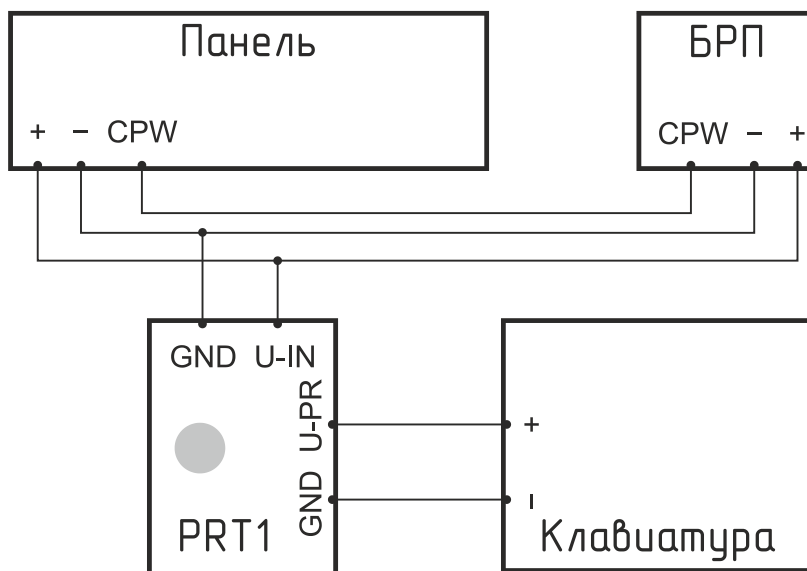 Панель
БРП
+ − CPW
CPW − +
GND U-IN
U-PR
+
GND
−
PRT1
Клавиатура